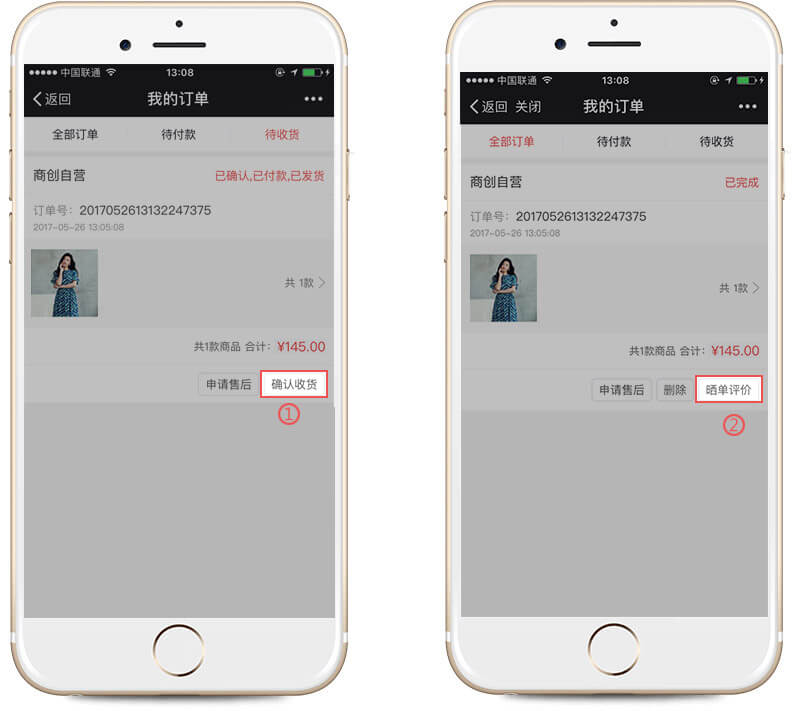 中国联通 13:08
返回 我的订单
全部订单 待付款 待收货
商创自营 已确认,已付款,已发货
订单号: 2017052613132247375
2017-05-26 13:05:08
共 1款
共1款商品 合计: ¥145.00
申请售后 确认收货
1
中国联通 13:08
返回 关闭 我的订单
全部订单 待付款 待收货
商创自营 已完成
订单号: 2017052613132247375
2017-05-26 13:05:08
共 1款
共1款商品 合计: ¥145.00
申请售后 删除 晒单评价
2